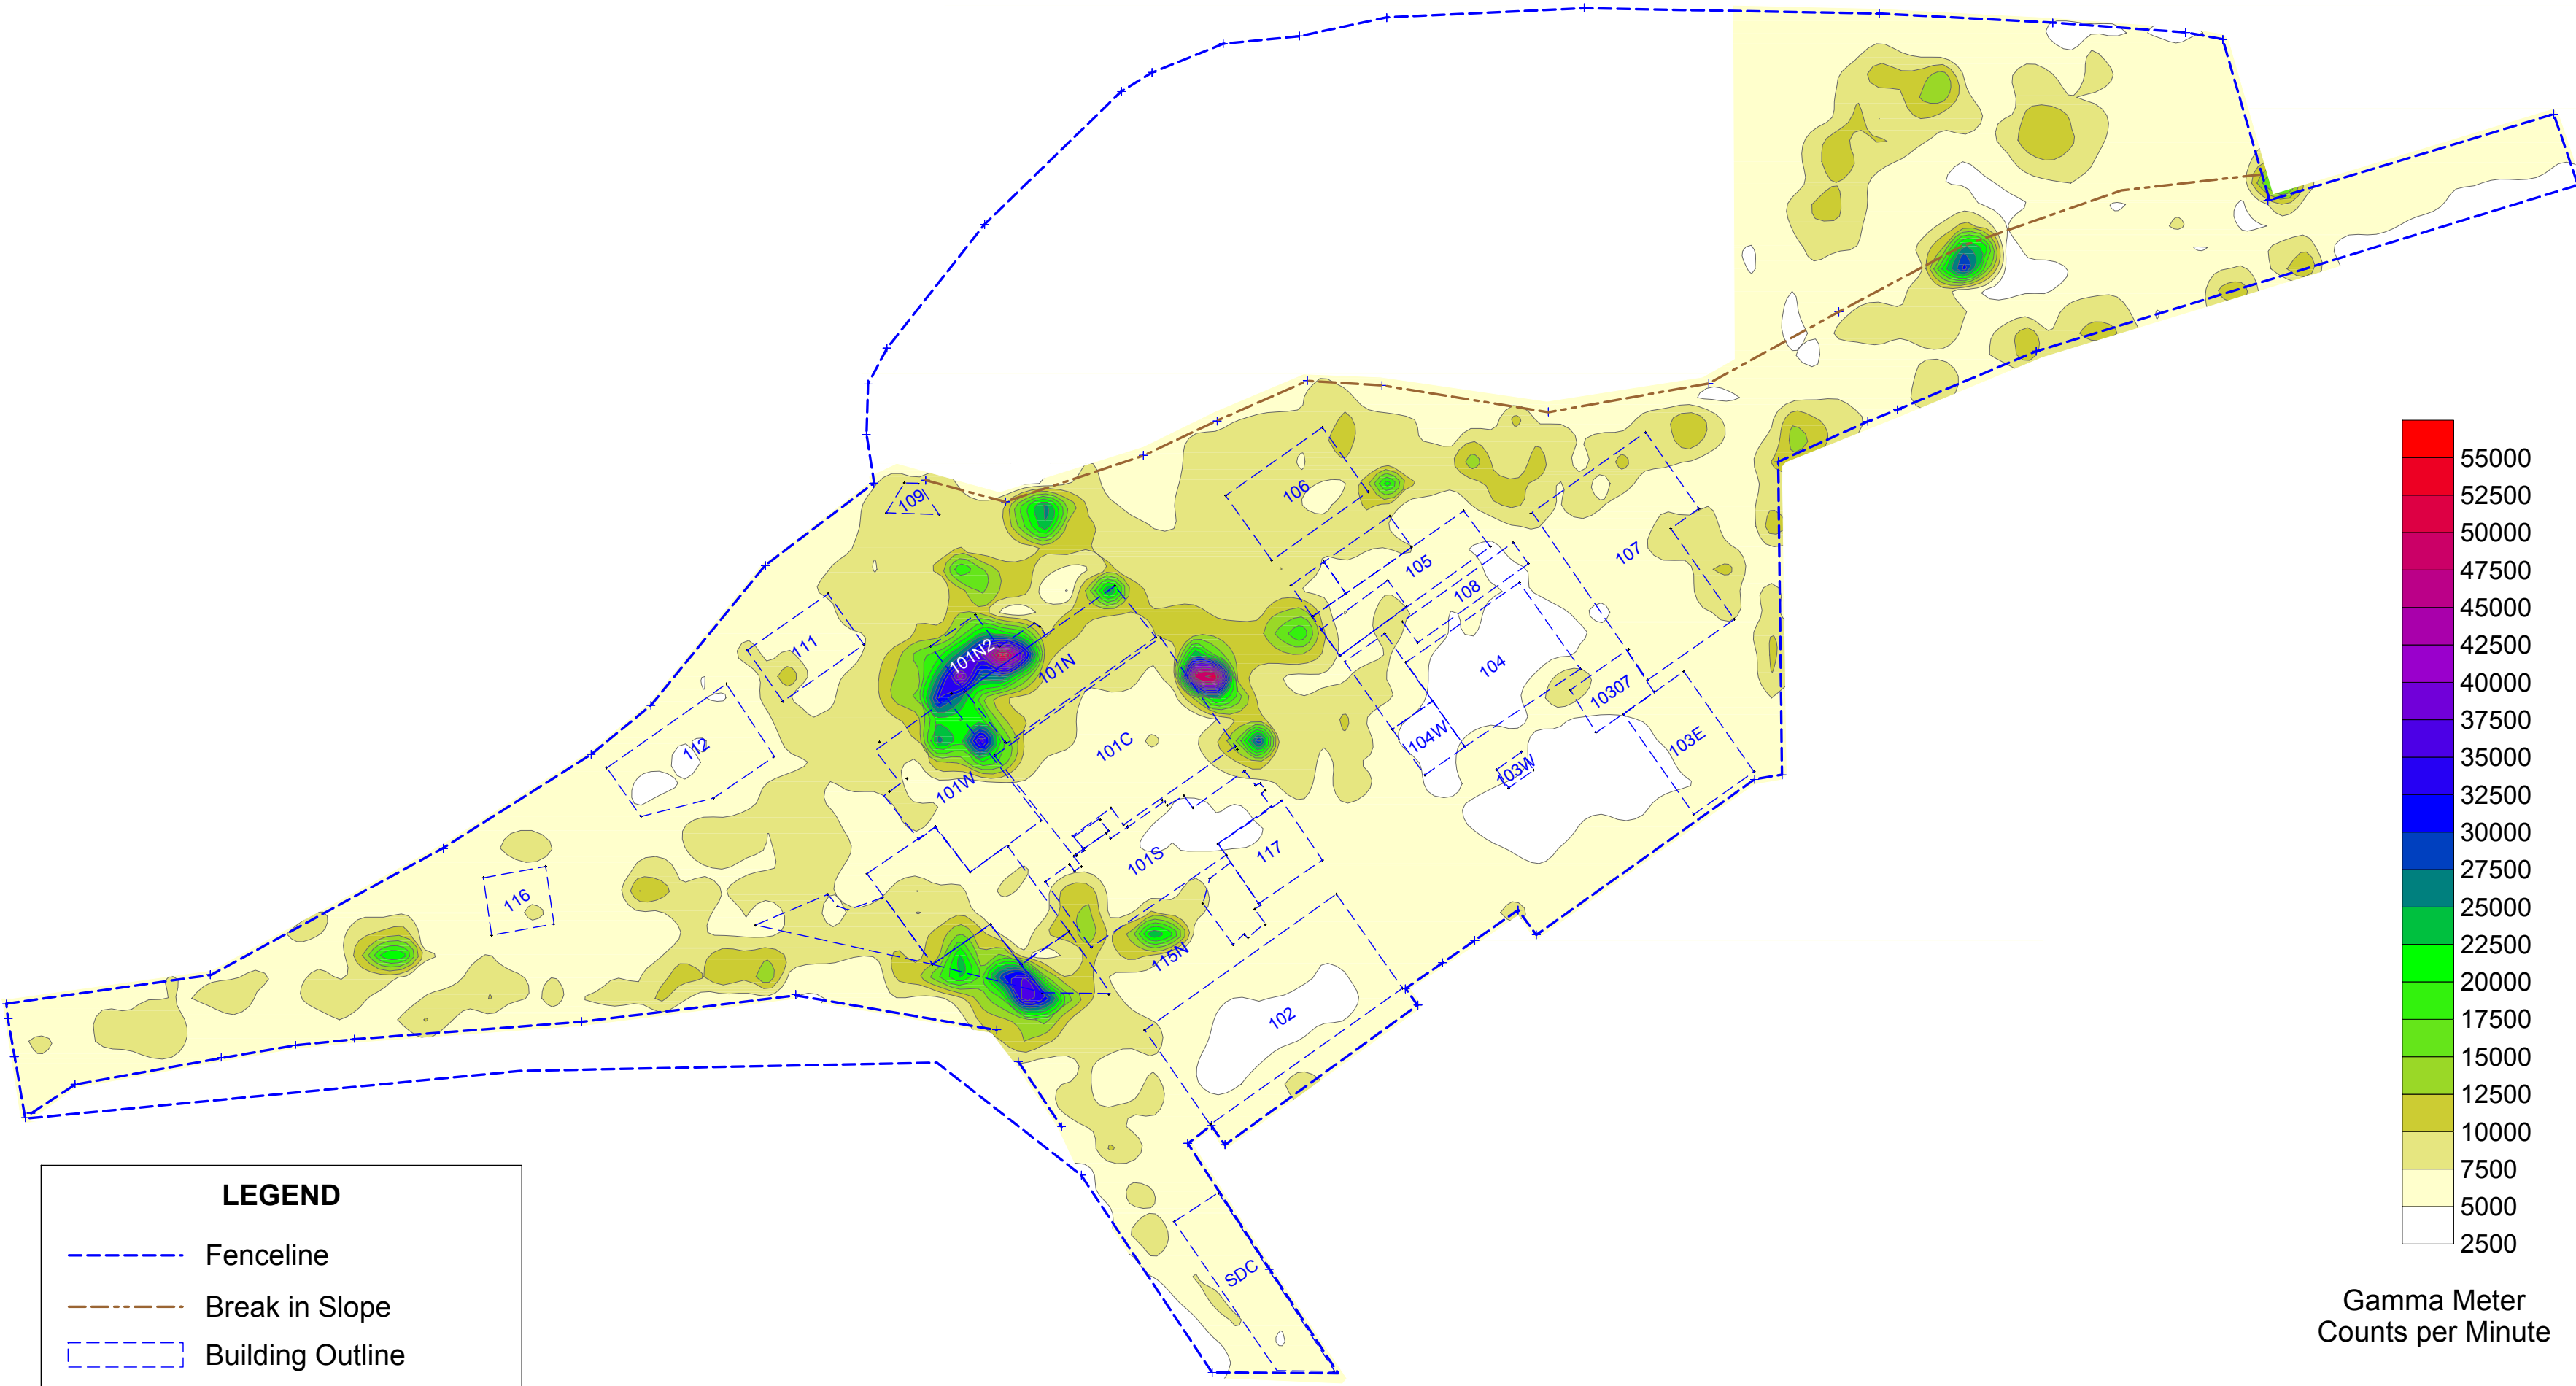 109
106
105
108
107
111
101N2
101N
104
10307
112
101C
104W
103W
103E
101W
101S
117
116
115N
102
SDC
LEGEND
Fenceline
Break in Slope
Building Outline
55000
52500
50000
47500
45000
42500
40000
37500
35000
32500
30000
27500
25000
22500
20000
17500
15000
12500
10000
7500
5000
2500
Gamma Meter
Counts per Minute